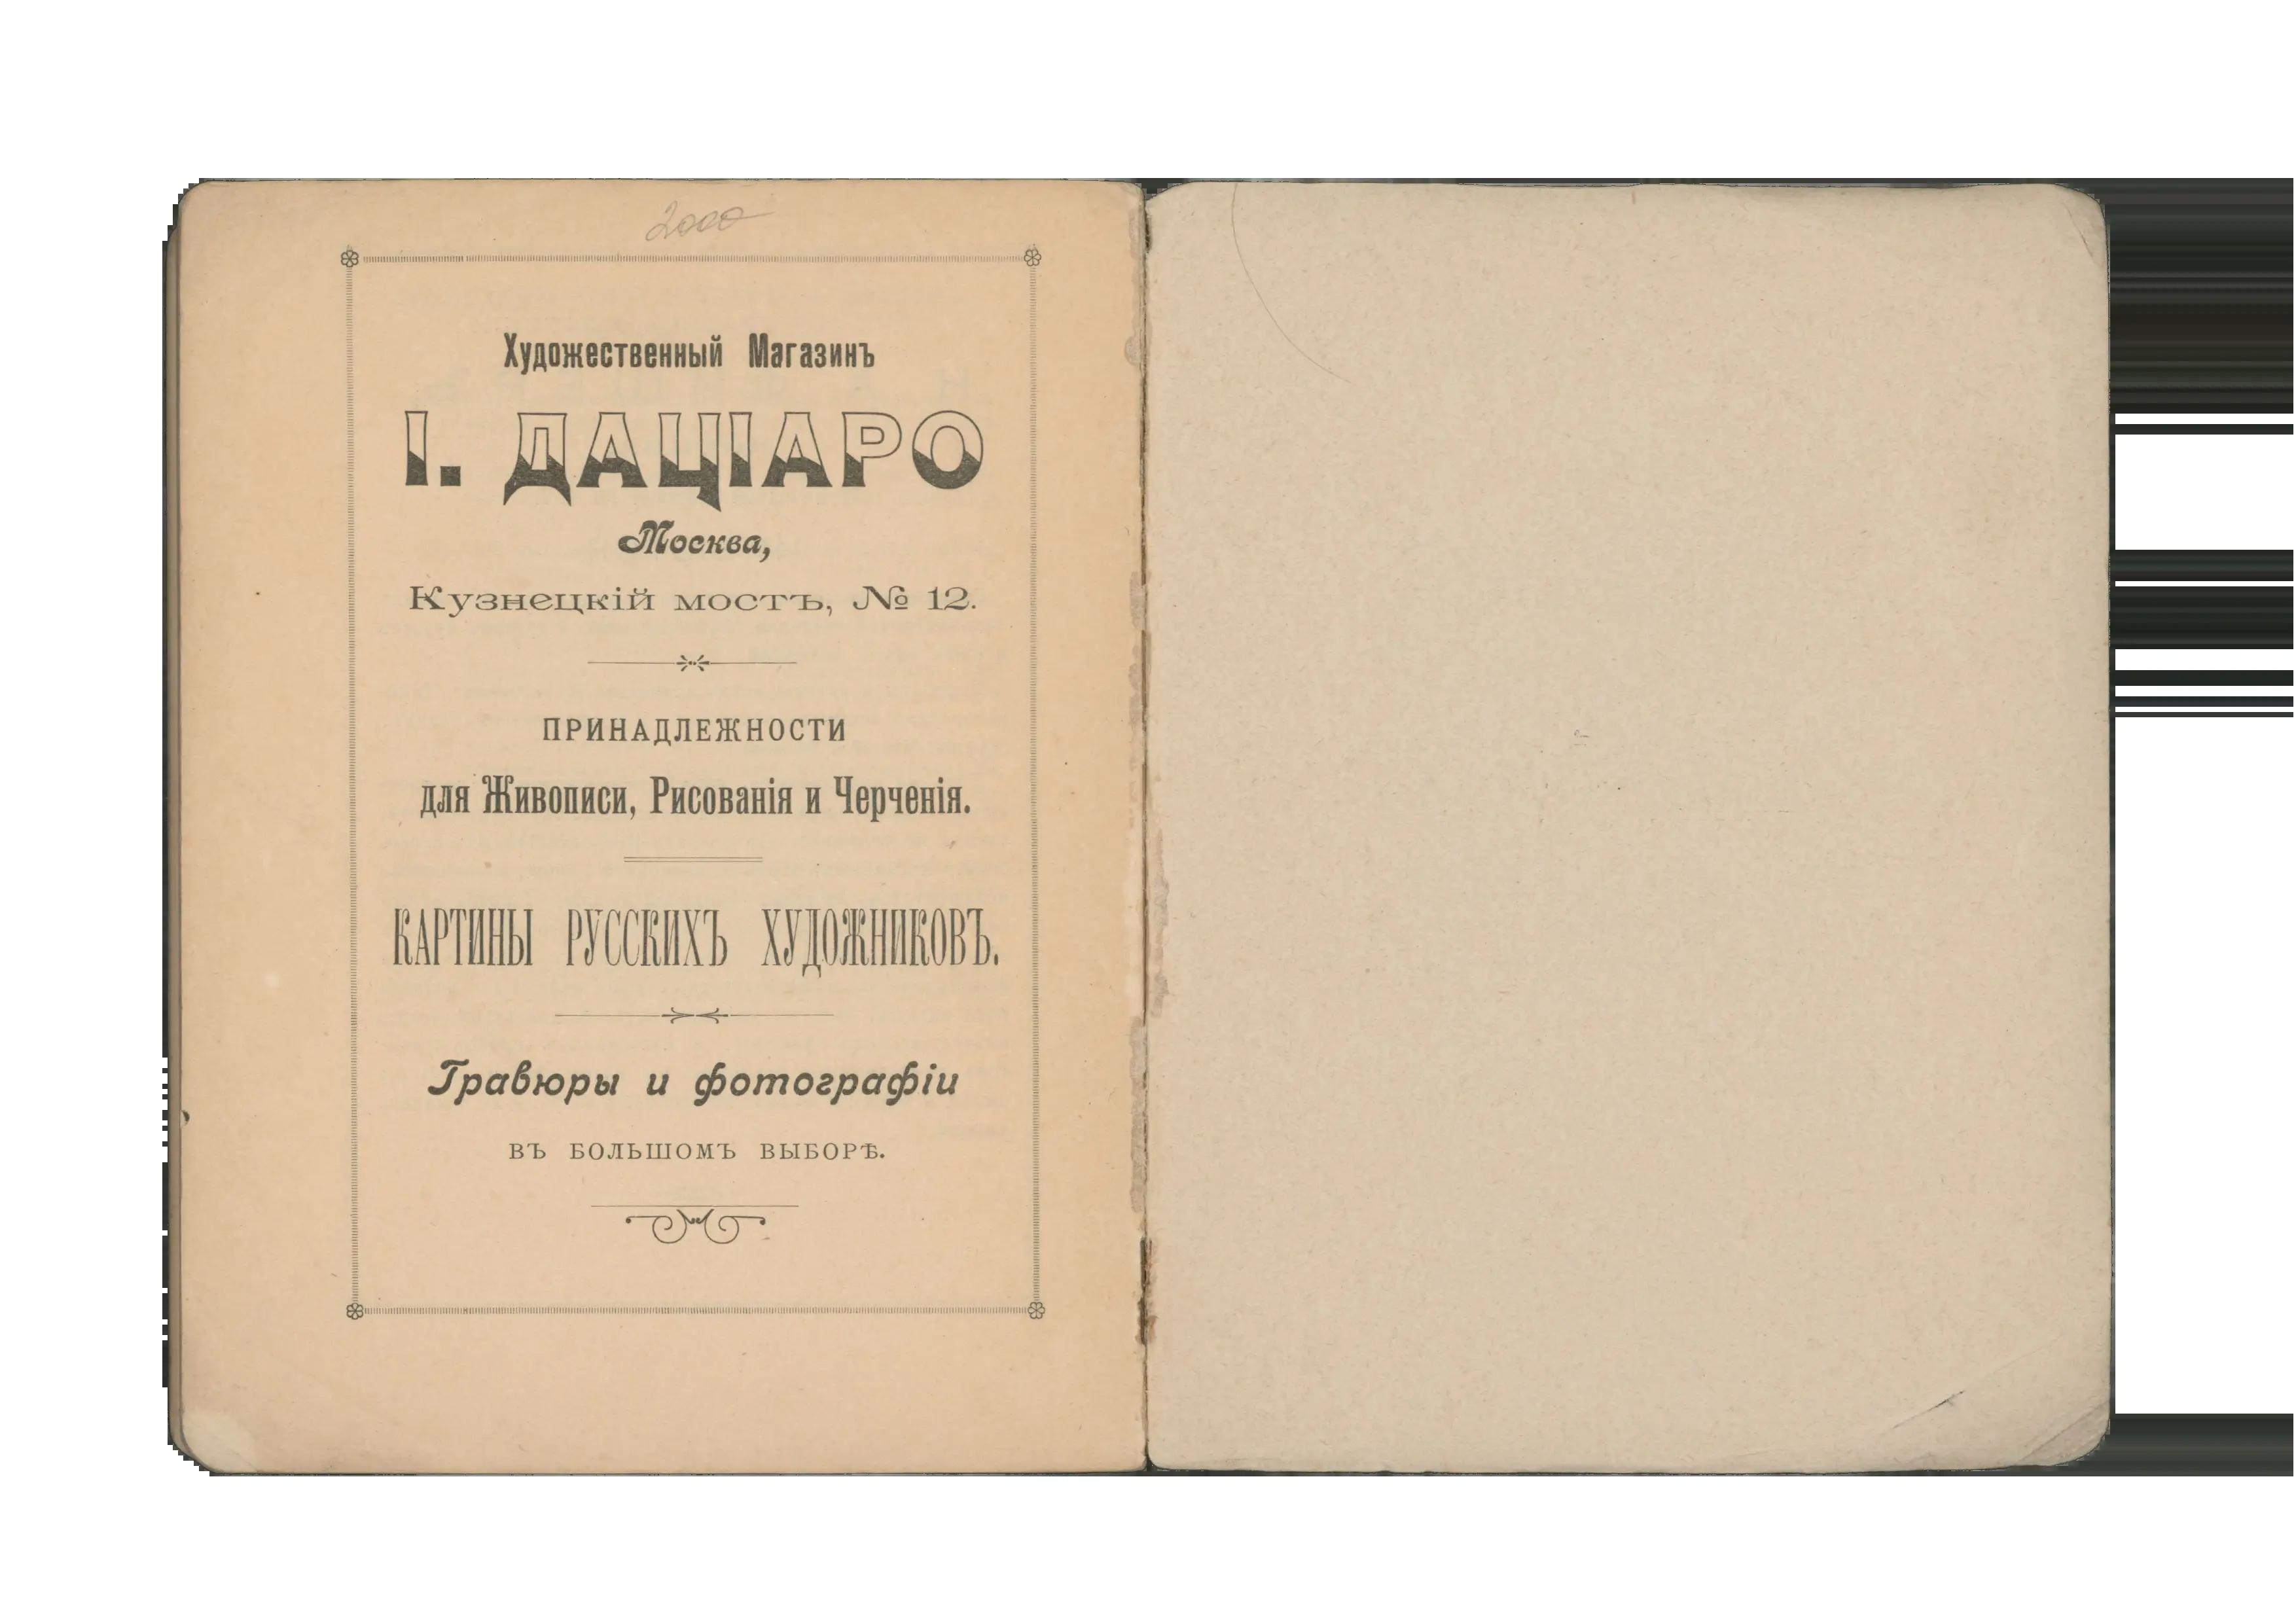 2000
Художественный Магазинъ
І. ДАЦІАРО
Москва,
Кузнецкій мостъ, № 12.
ПРИНАДЛЕЖНОСТИ
для Живописи, Рисованія и Черченія.
КАРТИНЫ РУССКИХЪ ХУДОЖНИКОВЪ.
Гравюры и фотографіи
ВЪ БОЛЬШОМЪ ВЫБОРѢ.